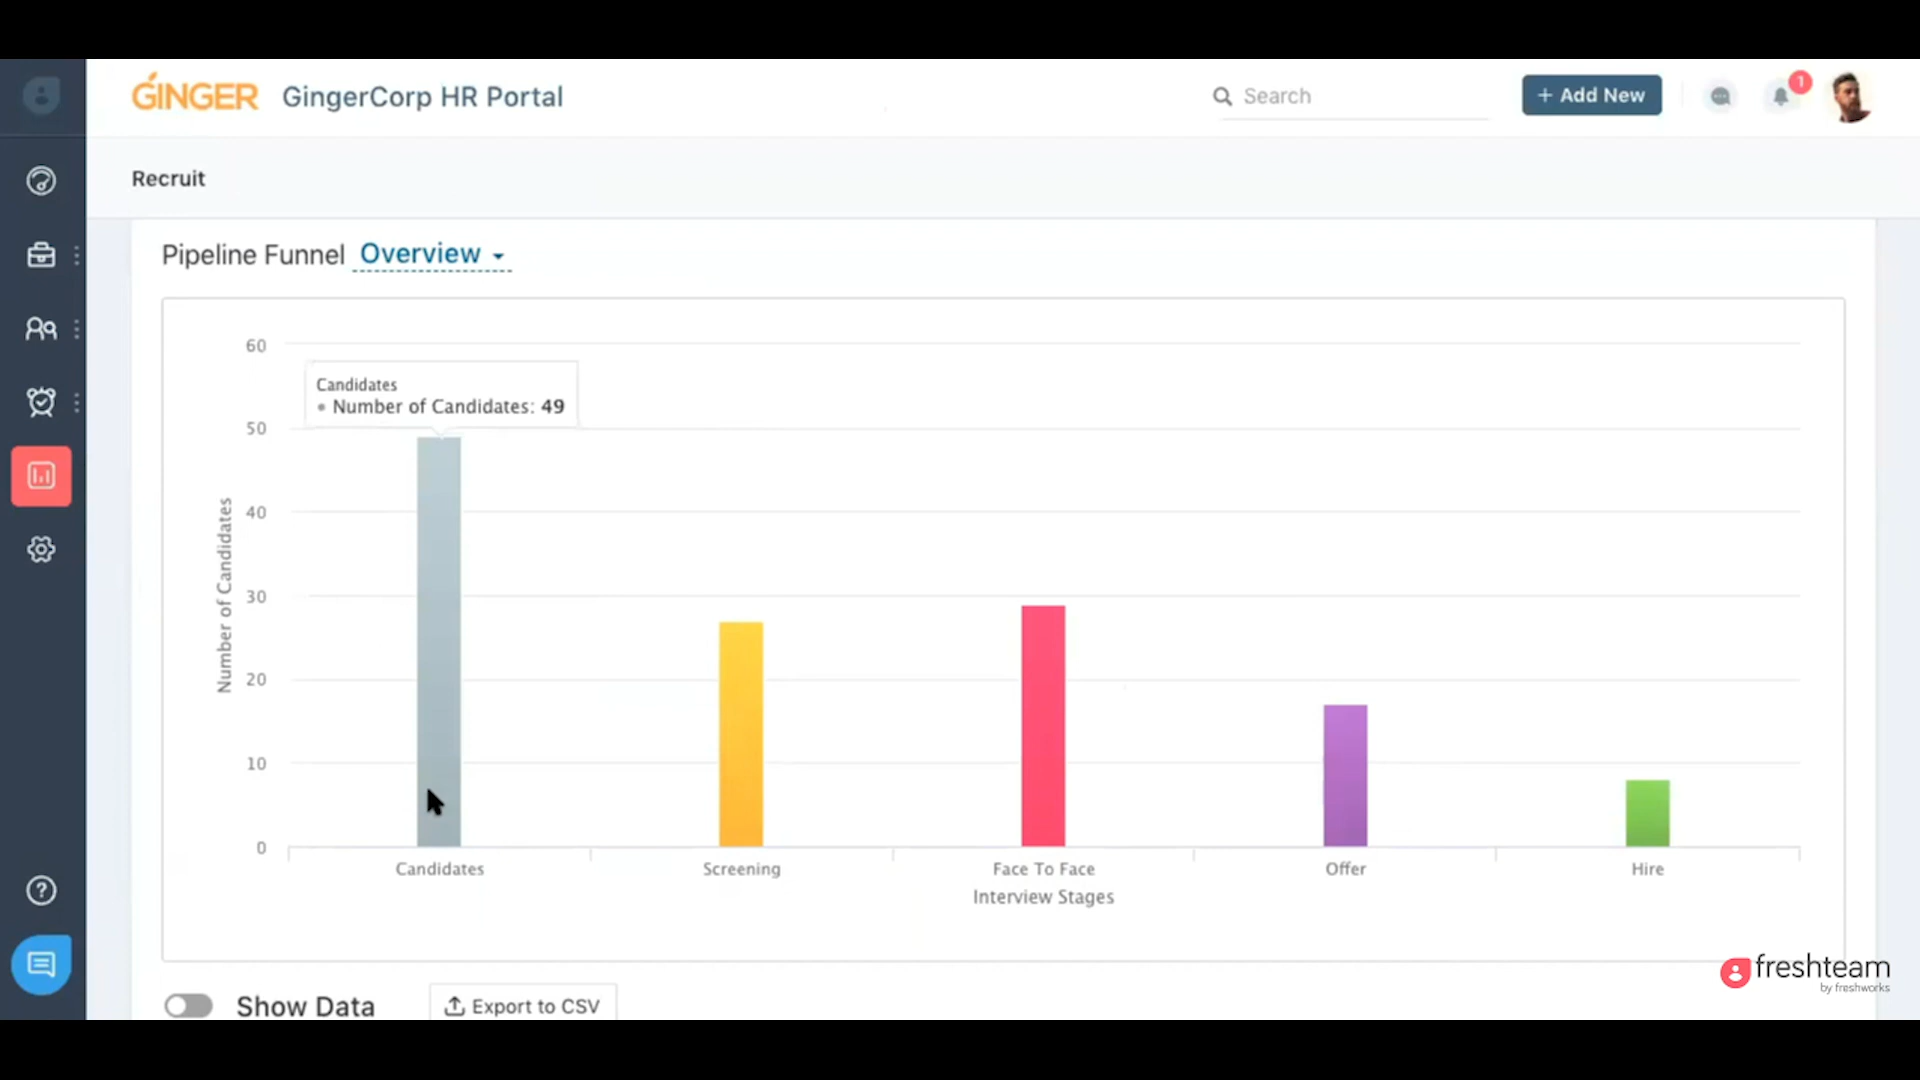 GINGER GingerCorp HR Portal
Search
+ Add New
1
Recruit
Pipeline Funnel Overview
60
50
40
30
20
10
0
Number of Candidates
Candidates
• Number of Candidates: 49
Candidates
Screening
Face To Face
Offer
Hire
Interview Stages
?
Show Data
Export to CSV
freshteam
by freshworks